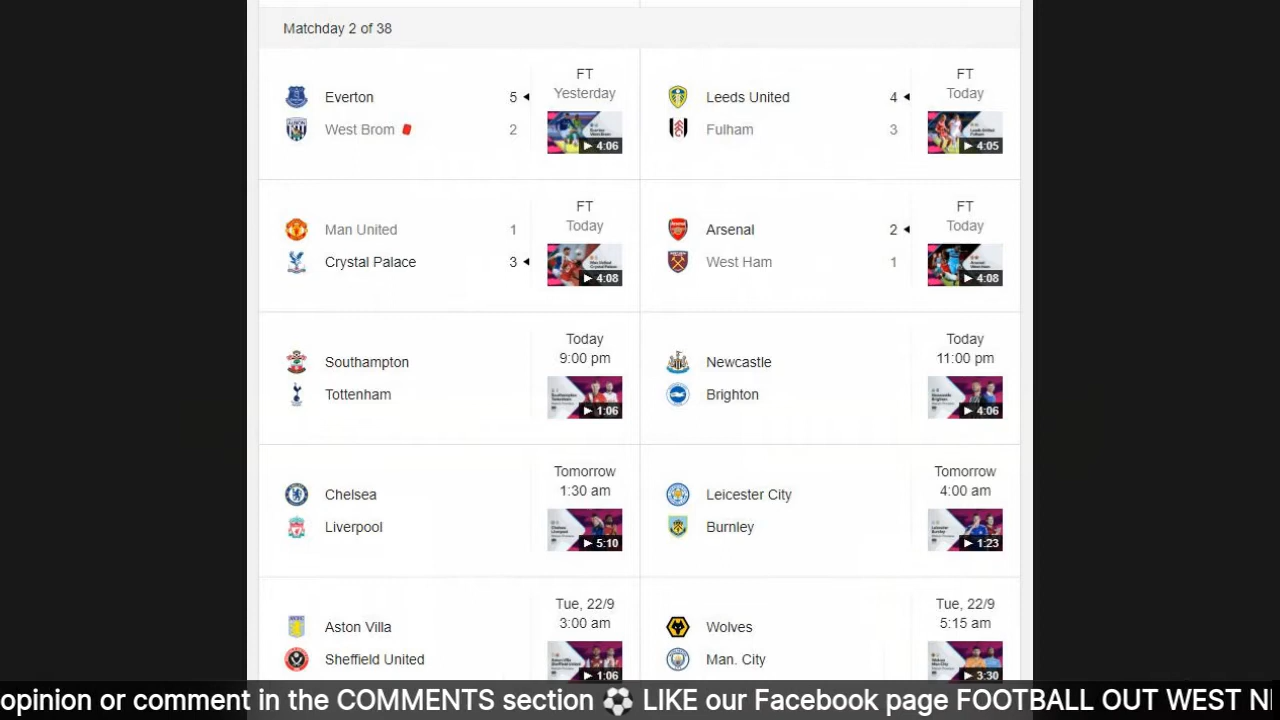 Matchday 2 of 38
Everton 5
West Brom 2
FT
Yesterday
4:06
Leeds United 4
Fulham 3
FT
Today
4:05
Man United 1
Crystal Palace 3
FT
Today
4:08
Arsenal 2
West Ham 1
FT
Today
4:08
Southampton
Tottenham
Today
9:00 pm
1:06
Newcastle
Brighton
Today
11:00 pm
4:06
Chelsea
Liverpool
Tomorrow
1:30 am
5:10
Leicester City
Burnley
Tomorrow
4:00 am
1:23
Aston Villa
Sheffield United
Tue, 22/9
3:00 am
1:06
Wolves
Man. City
Tue, 22/9
5:15 am
3:30
opinion or comment in the COMMENTS section ⚽ LIKE our Facebook page FOOTBALL OUT WEST